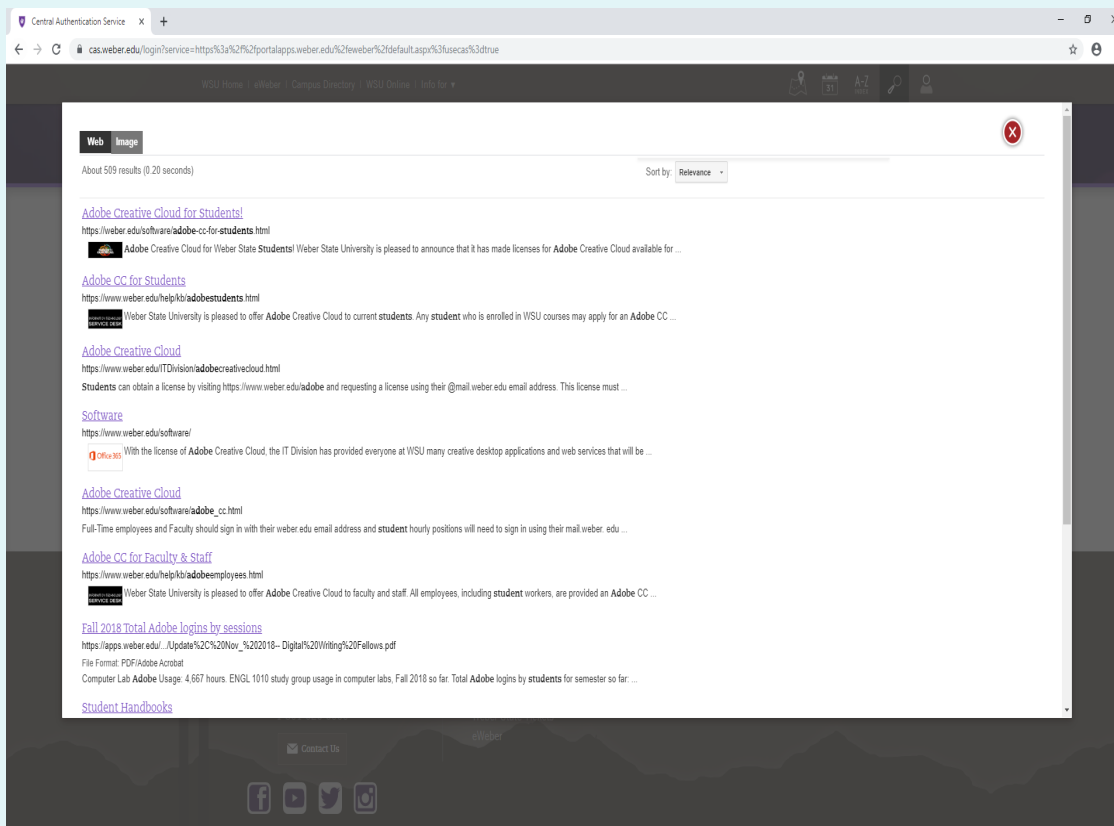 Central Authentication Service
cas.weber.edu/login?service=https%3a%2f%2fportalapps.weber.edu%2feweber%2fdefault.aspx%3fusecas%3dtrue
WSU Home | eWeber | Campus Directory | WSU Online | Info for ▾
31 A-Z
Web Image X
About 509 results (0.20 seconds) Sort by: Relevance
Adobe Creative Cloud for Students!
https://weber.edu/software/adobe-cc-for-students.html
Adobe Creative Cloud for Weber State Students! Weber State University is pleased to announce that it has made licenses for Adobe Creative Cloud available for ...
Adobe CC for Students
https://www.weber.edu/help/kb/adobestudents.html
SERVICE DESK Weber State University is pleased to offer Adobe Creative Cloud to current students. Any student who is enrolled in WSU courses may apply for an Adobe CC ...
Adobe Creative Cloud
https://www.weber.edu/ITDivision/adobecreativecloud.html
Students can obtain a license by visiting https://www.weber.edu/adobe and requesting a license using their @mail.weber.edu email address. This license must ...
Software
https://www.weber.edu/software/
Office 365 With the license of Adobe Creative Cloud, the IT Division has provided everyone at WSU many creative desktop applications and web services that will be ...
Adobe Creative Cloud
https://www.weber.edu/software/adobe_cc.html
Full-Time employees and Faculty should sign in with their weber.edu email address and student hourly positions will need to sign in using their mail.weber. edu ...
Adobe CC for Faculty & Staff
https://www.weber.edu/help/kb/adobeemployees.html
SERVICE DESK Weber State University is pleased to offer Adobe Creative Cloud to faculty and staff. All employees, including student workers, are provided an Adobe CC ...
Fall 2018 Total Adobe logins by sessions
https://apps.weber.edu/.../Update%2C%20Nov_%202018-- Digital%20Writing%20Fellows.pdf
File Format: PDF/Adobe Acrobat
Computer Lab Adobe Usage: 4,667 hours. ENGL 1010 study group usage in computer labs, Fall 2018 so far. Total Adobe logins by students for semester so far: ...
Student Handbooks
eWeber
Contact Us